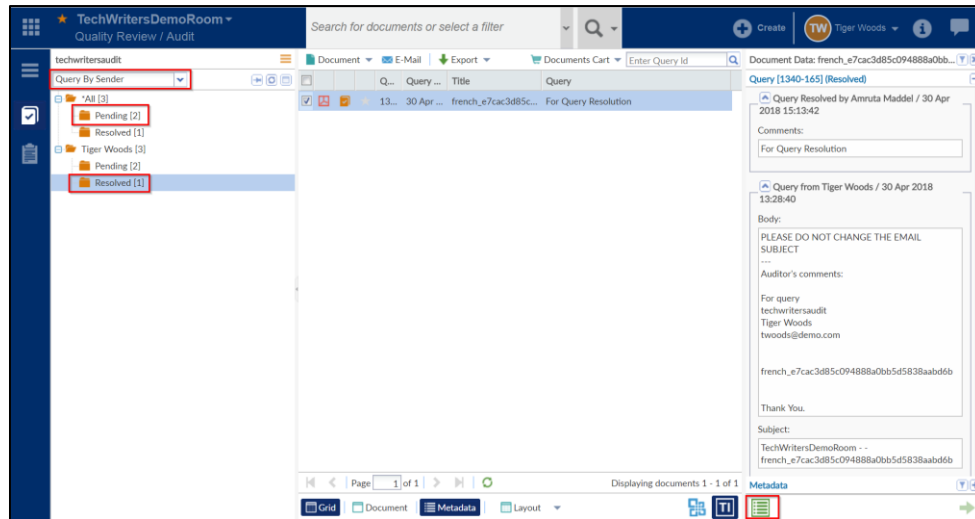 TechWritersDemoRoom
Quality Review / Audit
Search for documents or select a filter
Create
TW
Tiger Woods
techwritersaudit
Query By Sender
*All [3]
Pending [2]
Resolved [1]
Tiger Woods [3]
Pending [2]
Resolved [1]
Document
E-Mail
Export
Documents Cart
Enter Query Id
Q...
Query ...
Title
Query
13...
30 Apr ...
french_e7cac3d85c...
For Query Resolution
Page 1 of 1
Displaying documents 1 - 1 of 1
Grid
Document
Metadata
Layout
TI
Document Data: french_e7cac3d85c094888a0bb...
Query [1340-165] (Resolved)
Query Resolved by Amruta Maddel / 30 Apr
2018 15:13:42
Comments:
For Query Resolution
Query from Tiger Woods / 30 Apr 2018
13:28:40
Body:
PLEASE DO NOT CHANGE THE EMAIL
SUBJECT
---
Auditor's comments:
For query
techwritersaudit
Tiger Woods
twoods@demo.com
french_e7cac3d85c094888a0bb5d5838aabd6b
Thank You.
Subject:
TechWritersDemoRoom - -
french_e7cac3d85c094888a0bb5d5838aabd6b
Metadata